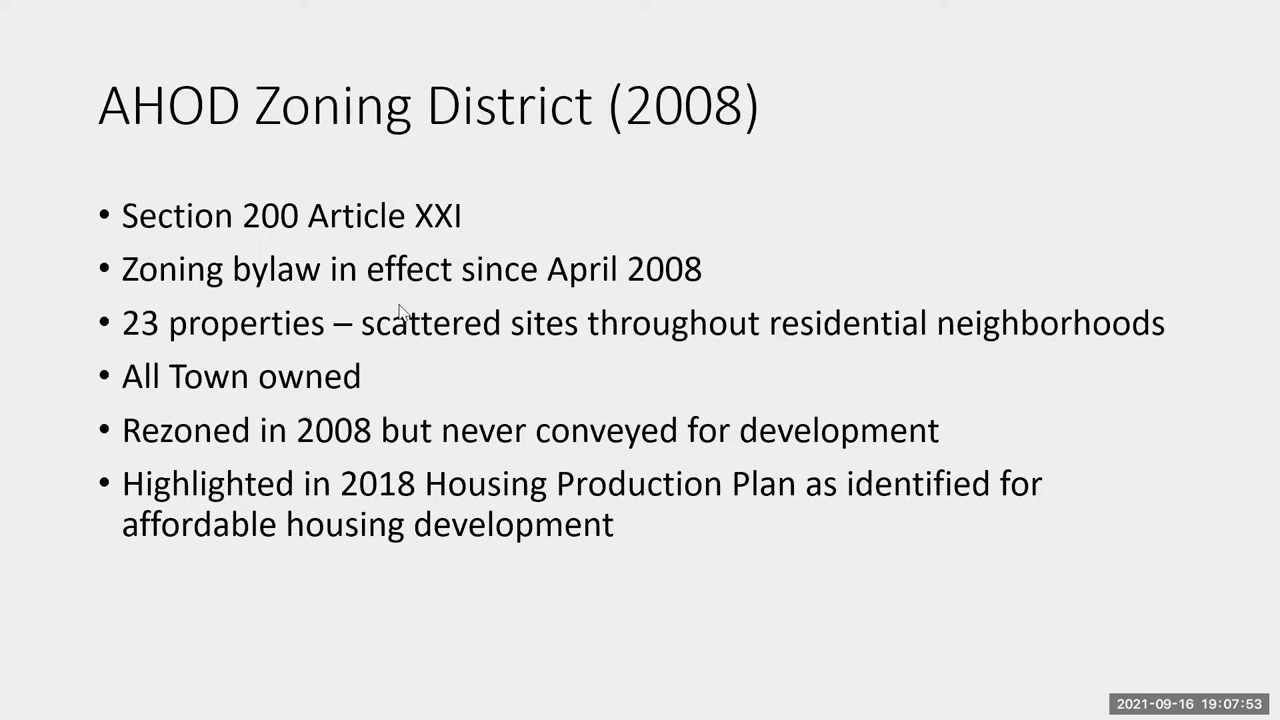 AHOD Zoning District (2008)
• Section 200 Article XXI
• Zoning bylaw in effect since April 2008
• 23 properties – scattered sites throughout residential neighborhoods
• All Town owned
• Rezoned in 2008 but never conveyed for development
• Highlighted in 2018 Housing Production Plan as identified for
affordable housing development
2021-09-16 19:07:53